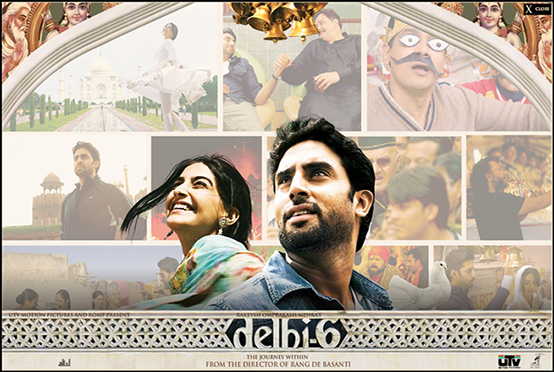 X CLOSE
UTV MOTION PICTURES AND ROMP PRESENT
RAKEYSH OMPRAKASH MEHRA'S
delhi-6
THE JOURNEY WITHIN
FROM THE DIRECTOR OF RANG DE BASANTI
UTV